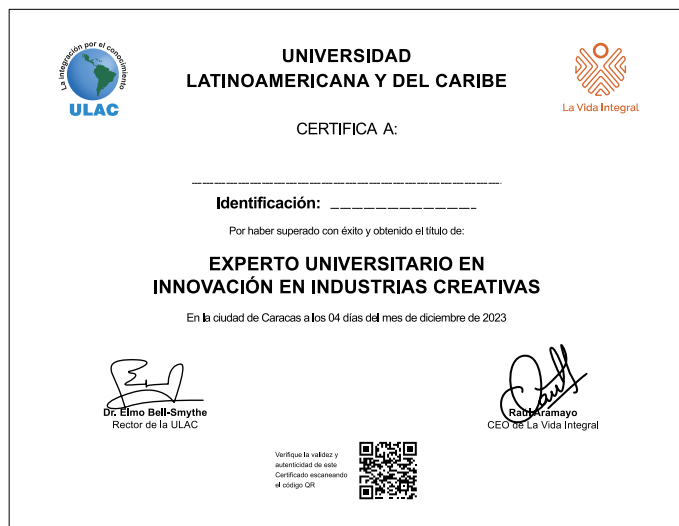 La integración por el conocimiento
ULAC
UNIVERSIDAD
LATINOAMERICANA Y DEL CARIBE
La Vida Integral
CERTIFICA A:
Identificación:
Por haber superado con éxito y obtenido el título de:
EXPERTO UNIVERSITARIO EN
INNOVACIÓN EN INDUSTRIAS CREATIVAS
En la ciudad de Caracas a los 04 días del mes de diciembre de 2023
Dr. Elmo Bell-Smythe
Rector de la ULAC
Raúl Aramayo
CEO de La Vida Integral
Verifique la validez y
autenticidad de este
Certificado escaneando
el código QR